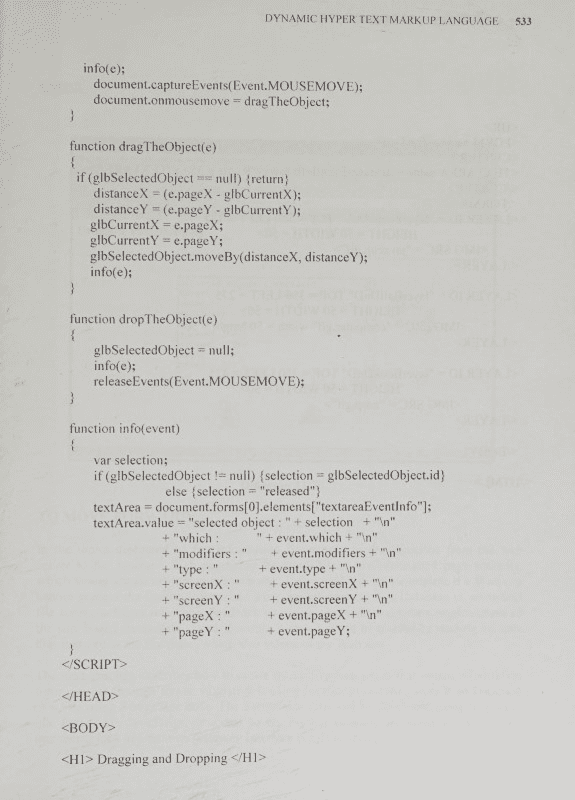 DYNAMIC HYPER TEXT MARKUP LANGUAGE 533
info(e);
document.captureEvents(Event.MOUSEMOVE);
document.onmousemove = dragTheObject;
}
function dragTheObject(e)
{
if (glbSelectedObject == null) {return}
distanceX = (e.pageX - glbCurrentX);
distanceY = (e.pageY - glbCurrentY);
glbCurrentX = e.pageX;
glbCurrentY = e.pageY;
glbSelectedObject.moveBy(distanceX, distanceY);
info(e);
}
function dropTheObject(e)
{
glbSelectedObject = null;
info(e);
releaseEvents(Event.MOUSEMOVE);
}
function info(event)
{
var selection;
if (glbSelectedObject != null) {selection = glbSelectedObject.id}
else {selection = "released"}
textArea = document.forms[0].elements["textareaEventInfo"];
textArea.value = "selected object : " + selection + "\n"
+ "which : " + event.which + "\n"
+ "modifiers : " + event.modifiers + "\n"
+ "type : " + event.type + "\n"
+ "screenX : " + event.screenX + "\n"
+ "screenY : " + event.screenY + "\n"
+ "pageX : " + event.pageX + "\n"
+ "pageY : " + event.pageY;
}
</SCRIPT>
</HEAD>
<BODY>
<H1> Dragging and Dropping </H1>